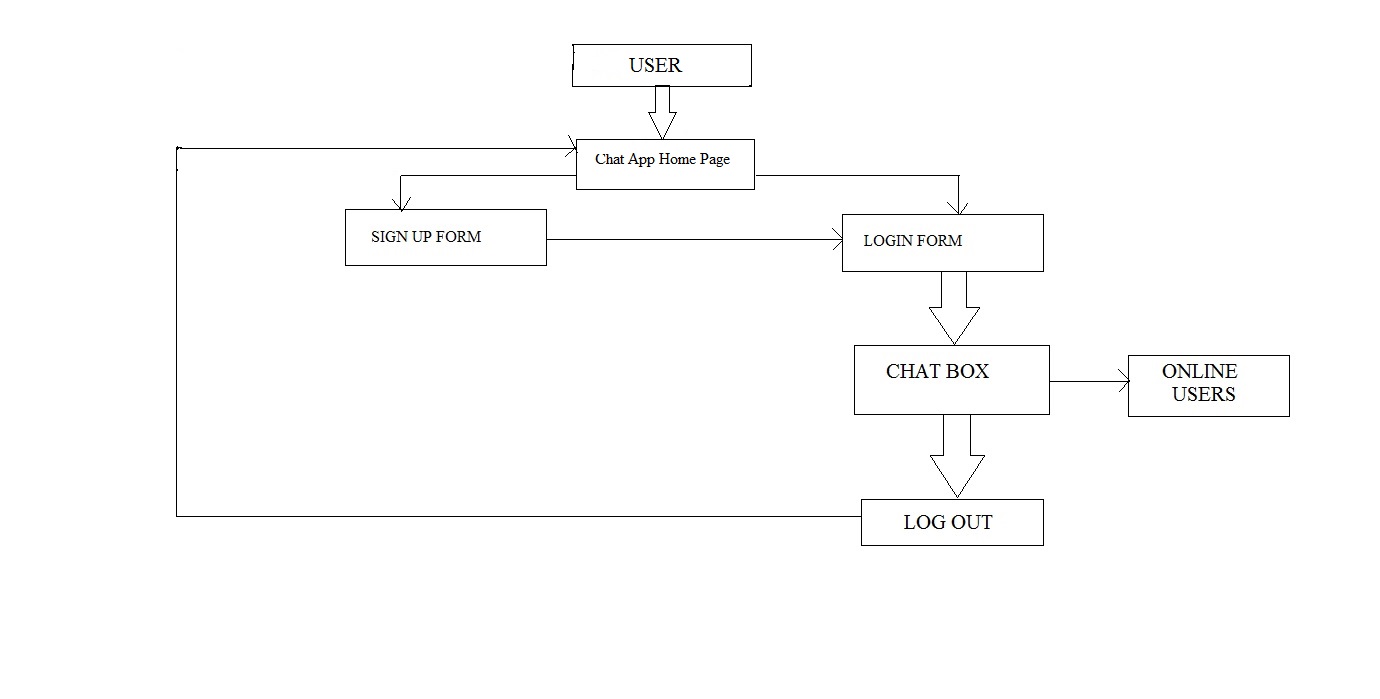 USER
Chat App Home Page
SIGN UP FORM
LOGIN FORM
CHAT BOX
ONLINE
USERS
LOG OUT